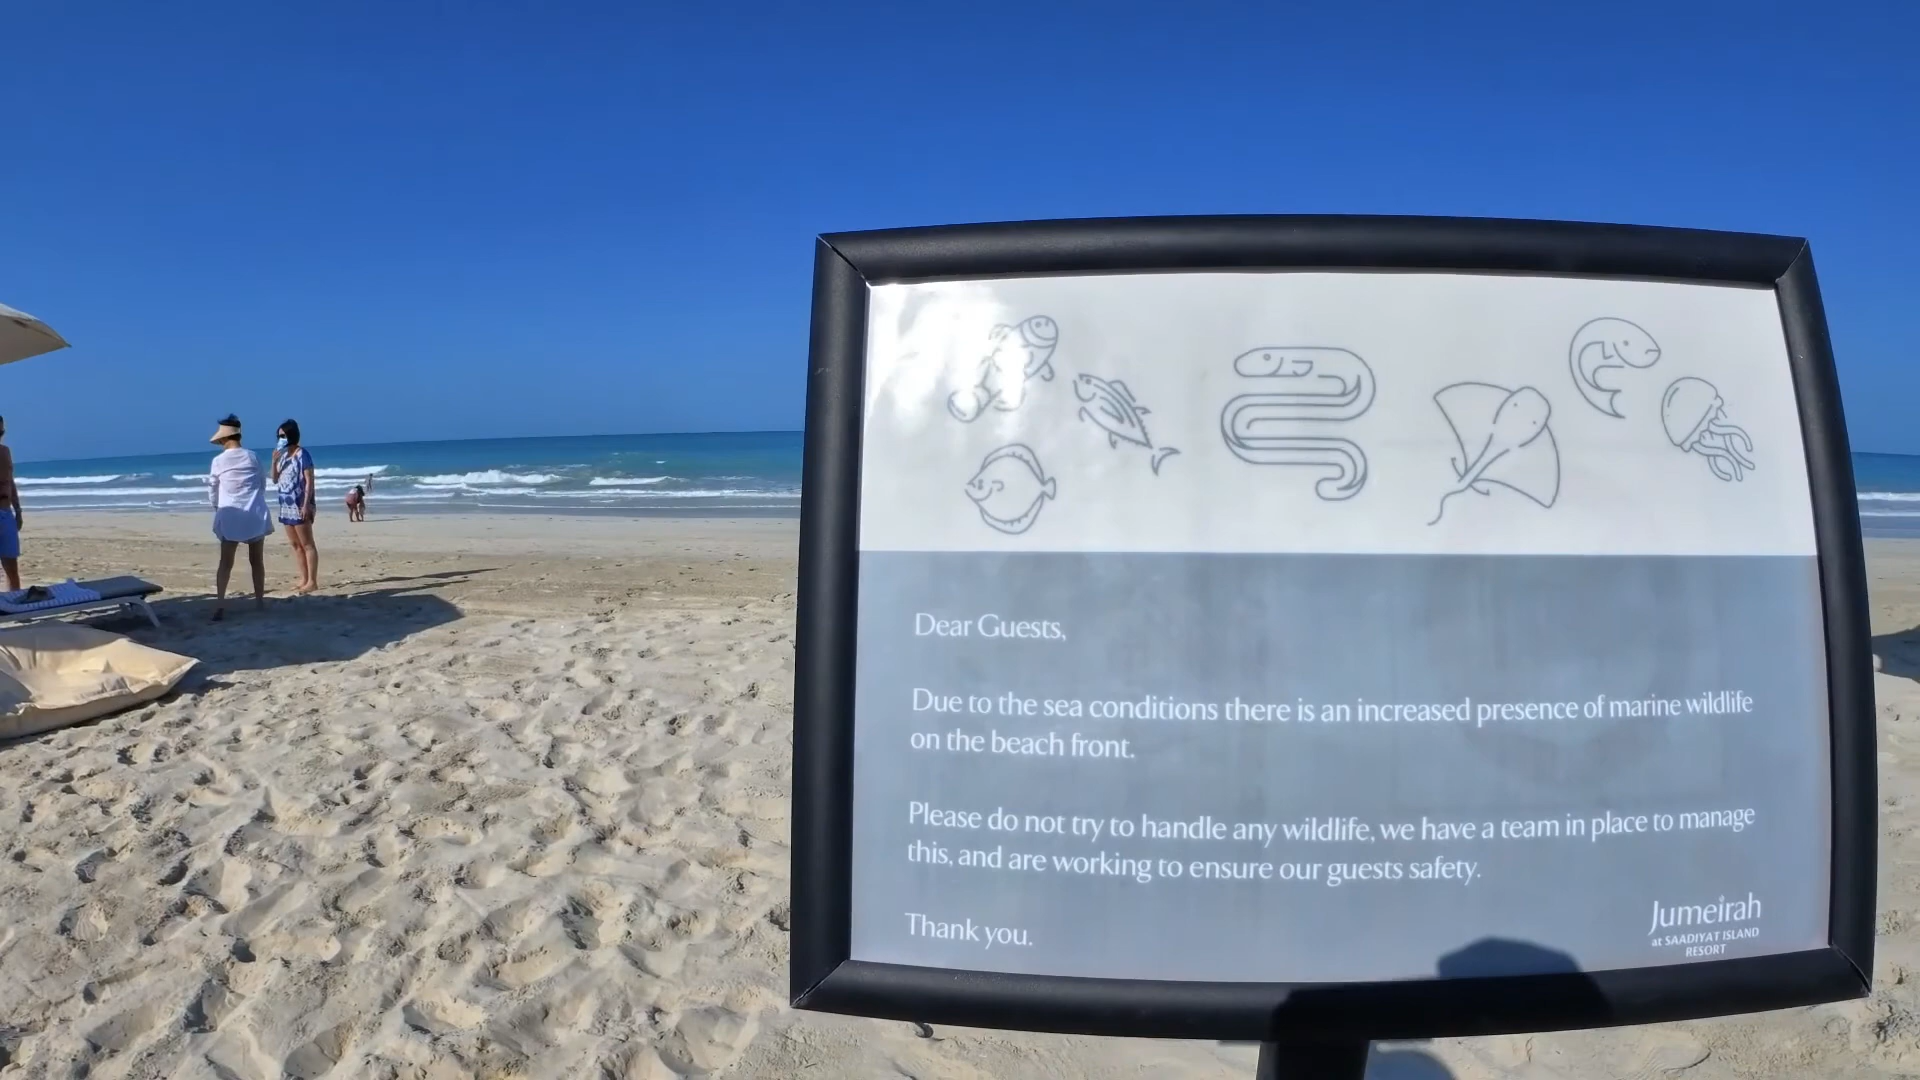 Dear Guests,
Due to the sea conditions there is an increased presence of marine wildlife
on the beach front.
Please do not try to handle any wildlife, we have a team in place to manage
this, and are working to ensure our guests safety.
Thank you.
Jumeirah
at SAADIYAT ISLAND
RESORT